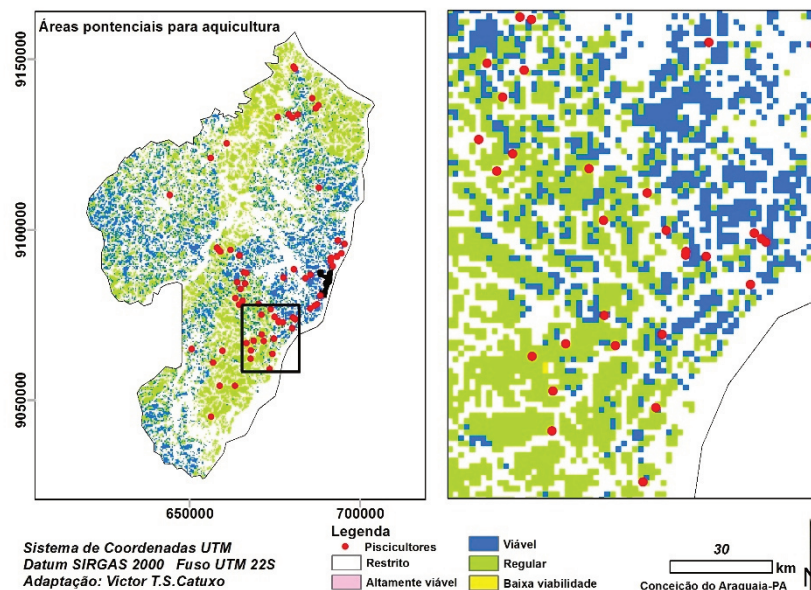 Áreas pontenciais para aquicultura
9150000
9100000
9050000
650000
700000
Sistema de Coordenadas UTM
Datum SIRGAS 2000 Fuso UTM 22S
Adaptação: Victor T.S.Catuxo
Legenda
Piscicultores
Restrito
Altamente viável
Viável
Regular
Baixa viabilidade
30
km
Conceição do Araguaia-PA
N